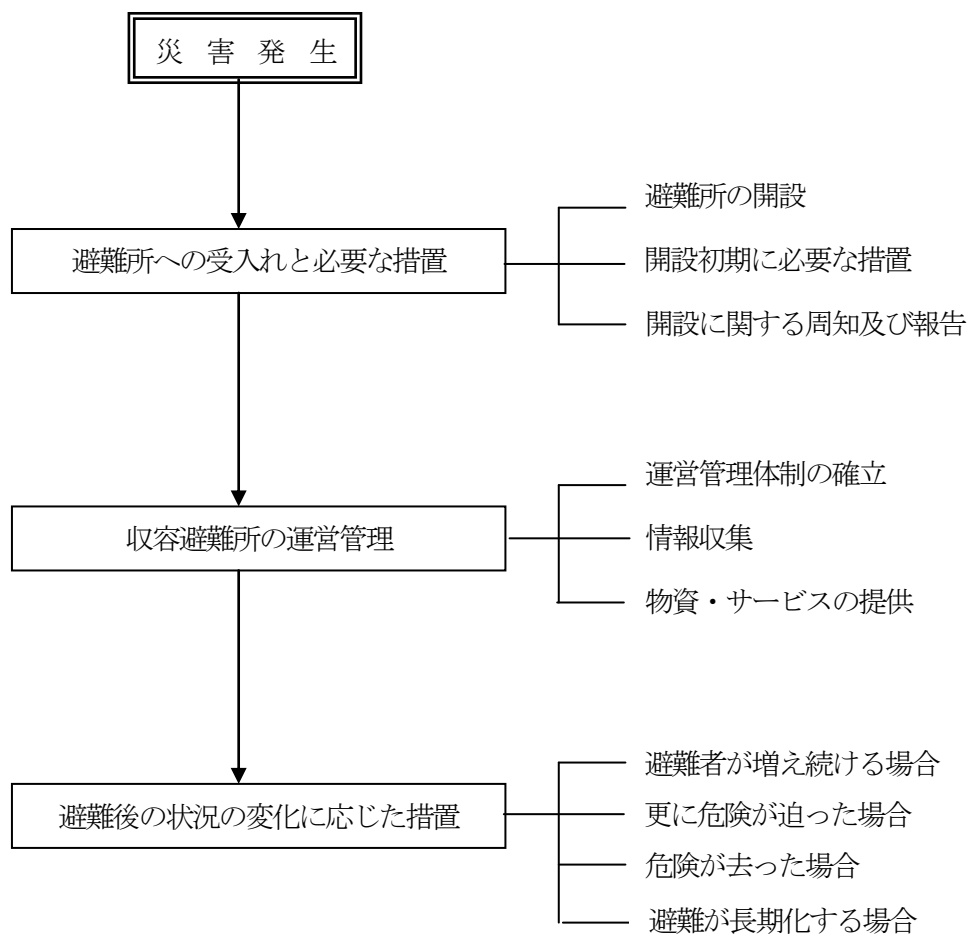 災害発生
避難所への受入れと必要な措置
避難所の開設
開設初期に必要な措置
開設に関する周知及び報告
収容避難所の運営管理
運営管理体制の確立
情報収集
物資・サービスの提供
避難後の状況の変化に応じた措置
避難者が増え続ける場合
更に危険が迫った場合
危険が去った場合
避難が長期化する場合